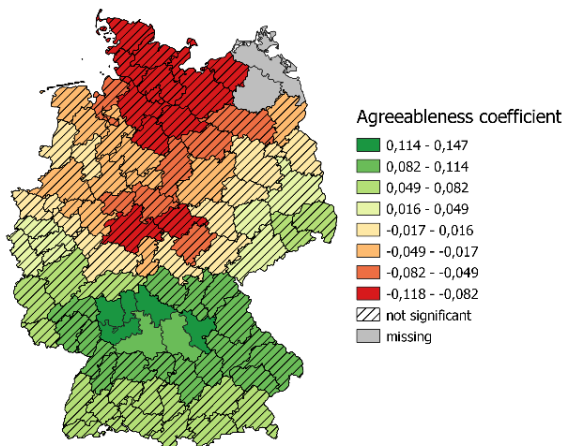 Agreeableness coefficient
0,114 - 0,147
0,082 - 0,114
0,049 - 0,082
0,016 - 0,049
-0,017 - 0,016
-0,049 - -0,017
-0,082 - -0,049
-0,118 - -0,082
not significant
missing